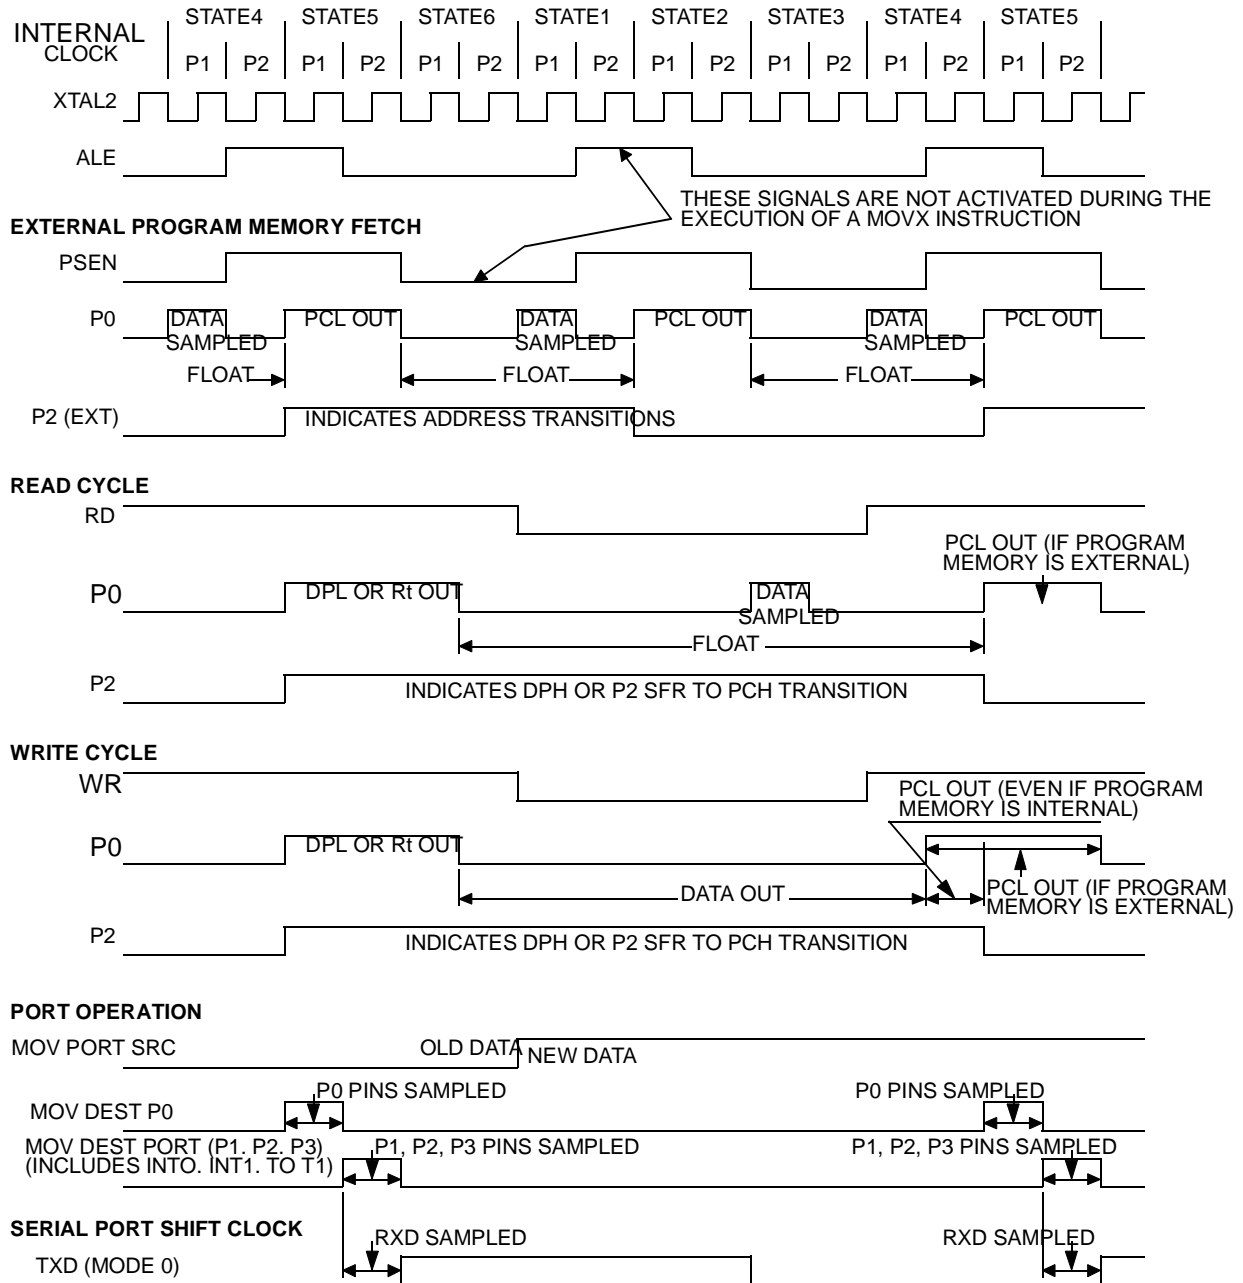 STATE4 STATE5 STATE6 STATE1 STATE2 STATE3 STATE4 STATE5
INTERNAL
CLOCK
P1 P2 P1 P2 P1 P2 P1 P2 P1 P2 P1 P2 P1 P2 P1 P2
XTAL2
ALE
THESE SIGNALS ARE NOT ACTIVATED DURING THE
EXECUTION OF A MOVX INSTRUCTION
EXTERNAL PROGRAM MEMORY FETCH
PSEN
P0 DATA PCL OUT DATA PCL OUT DATA PCL OUT
SAMPLED SAMPLED SAMPLED
FLOAT FLOAT FLOAT
P2 (EXT) INDICATES ADDRESS TRANSITIONS
READ CYCLE
RD
PCL OUT (IF PROGRAM
MEMORY IS EXTERNAL)
P0 DPL OR Rt OUT DATA
SAMPLED
FLOAT
P2 INDICATES DPH OR P2 SFR TO PCH TRANSITION
WRITE CYCLE
WR
PCL OUT (EVEN IF PROGRAM
MEMORY IS INTERNAL)
P0 DPL OR Rt OUT
DATA OUT
PCL OUT (IF PROGRAM
MEMORY IS EXTERNAL)
P2 INDICATES DPH OR P2 SFR TO PCH TRANSITION
PORT OPERATION
MOV PORT SRC OLD DATA NEW DATA
P0 PINS SAMPLED P0 PINS SAMPLED
MOV DEST P0
MOV DEST PORT (P1. P2. P3) P1, P2, P3 PINS SAMPLED P1, P2, P3 PINS SAMPLED
(INCLUDES INTO. INT1. TO T1)
SERIAL PORT SHIFT CLOCK
RXD SAMPLED RXD SAMPLED
TXD (MODE 0)